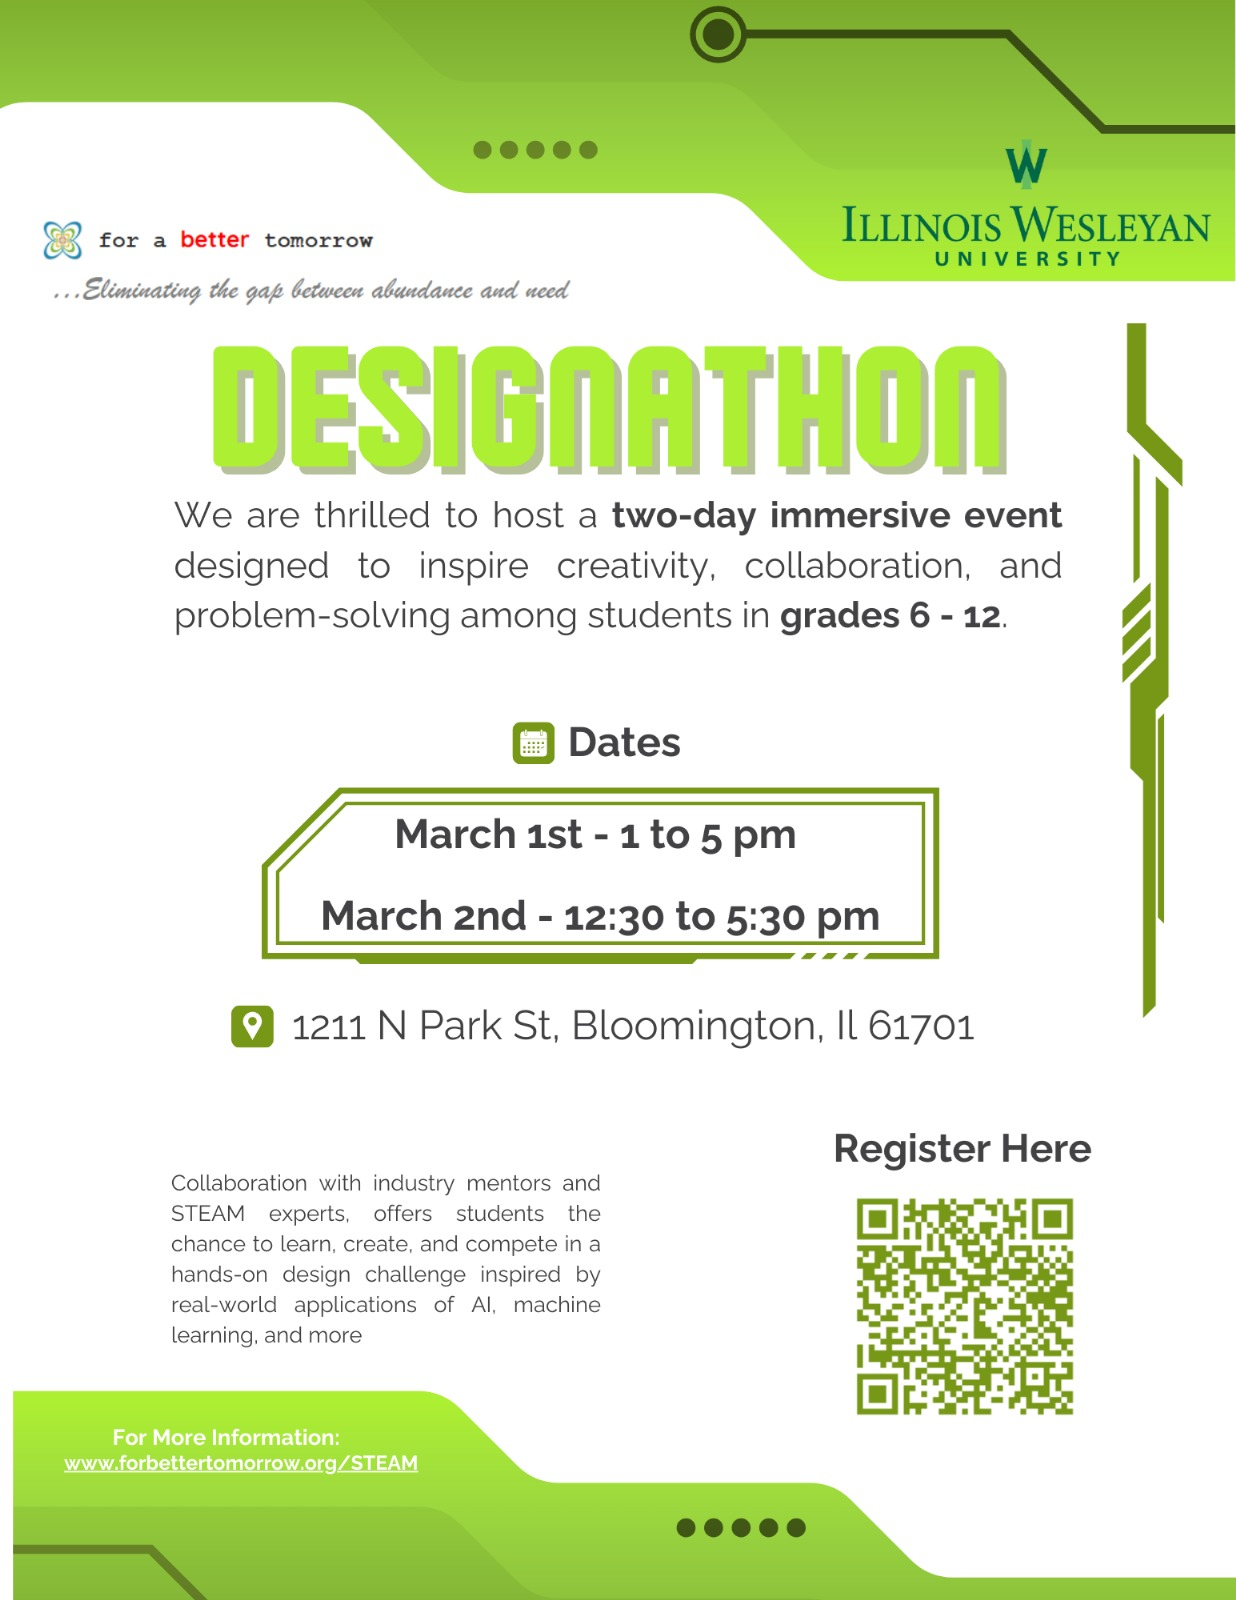 for a better tomorrow
...Eliminating the gap between abundance and need
W
ILLINOIS WESLEYAN
UNIVERSITY
DESIGNATHON
We are thrilled to host a two-day immersive event
designed to inspire creativity, collaboration, and
problem-solving among students in grades 6 - 12.
Dates
March 1st - 1 to 5 pm
March 2nd - 12:30 to 5:30 pm
1211 N Park St, Bloomington, Il 61701
Register Here
Collaboration with industry mentors and
STEAM experts, offers students the
chance to learn, create, and compete in a
hands-on design challenge inspired by
real-world applications of AI, machine
learning, and more
For More Information:
www.forbettertomorrow.org/STEAM